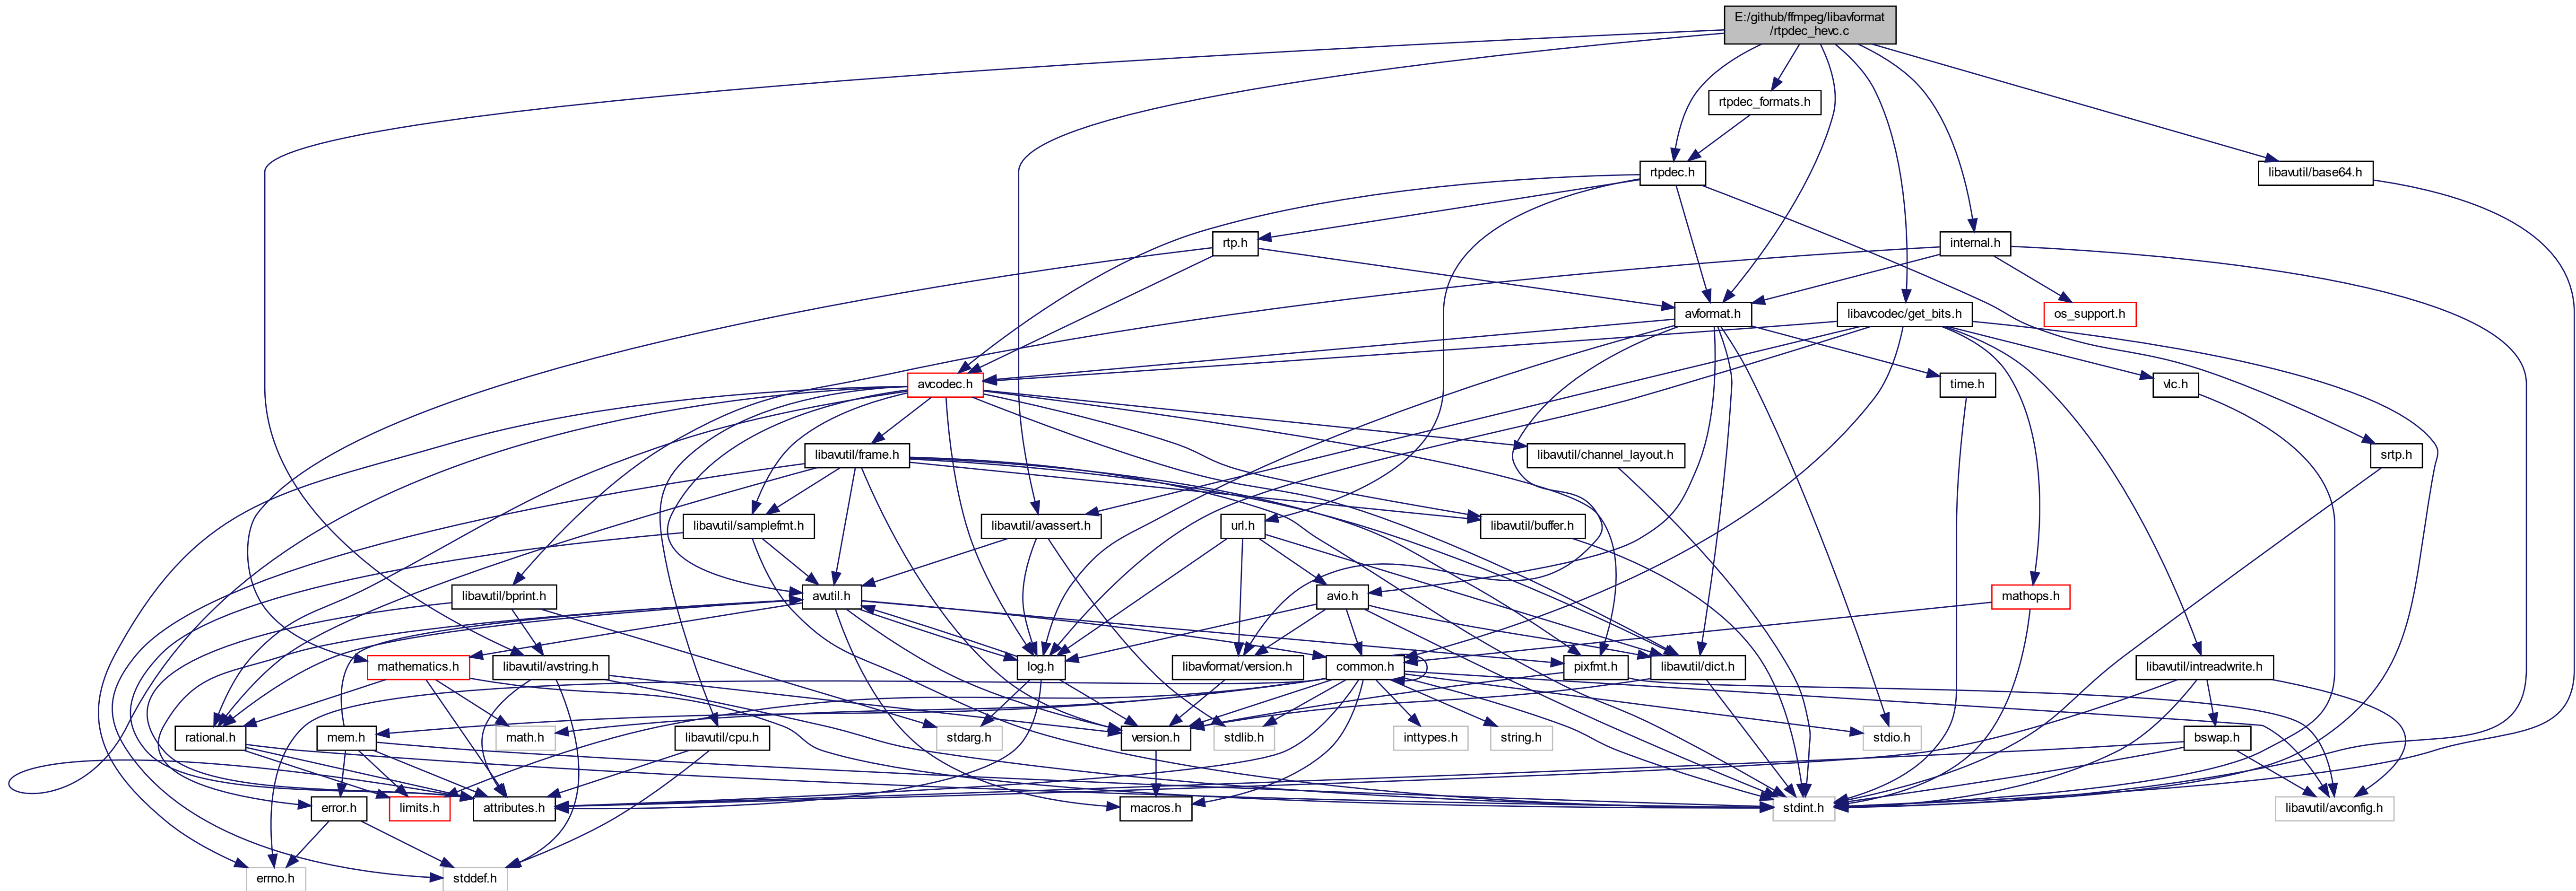 E:/github/ffmpeg/libavformat
/rtpdec_hevc.c
rtpdec_formats.h
rtpdec.h
libavutil/base64.h
rtp.h
internal.h
avformat.h
libavcodec/get_bits.h
os_support.h
avcodec.h
time.h
vlc.h
libavutil/frame.h
libavutil/channel_layout.h
srtp.h
libavutil/samplefmt.h
libavutil/avassert.h
url.h
libavutil/buffer.h
libavutil/bprint.h
avutil.h
avio.h
mathops.h
mathematics.h
libavutil/avstring.h
log.h
libavformat/version.h
common.h
pixfmt.h
libavutil/dict.h
libavutil/intreadwrite.h
rational.h
mem.h
math.h
libavutil/cpu.h
stdarg.h
version.h
stdlib.h
inttypes.h
string.h
stdio.h
bswap.h
error.h
limits.h
attributes.h
macros.h
stdint.h
libavutil/avconfig.h
errno.h
stddef.h